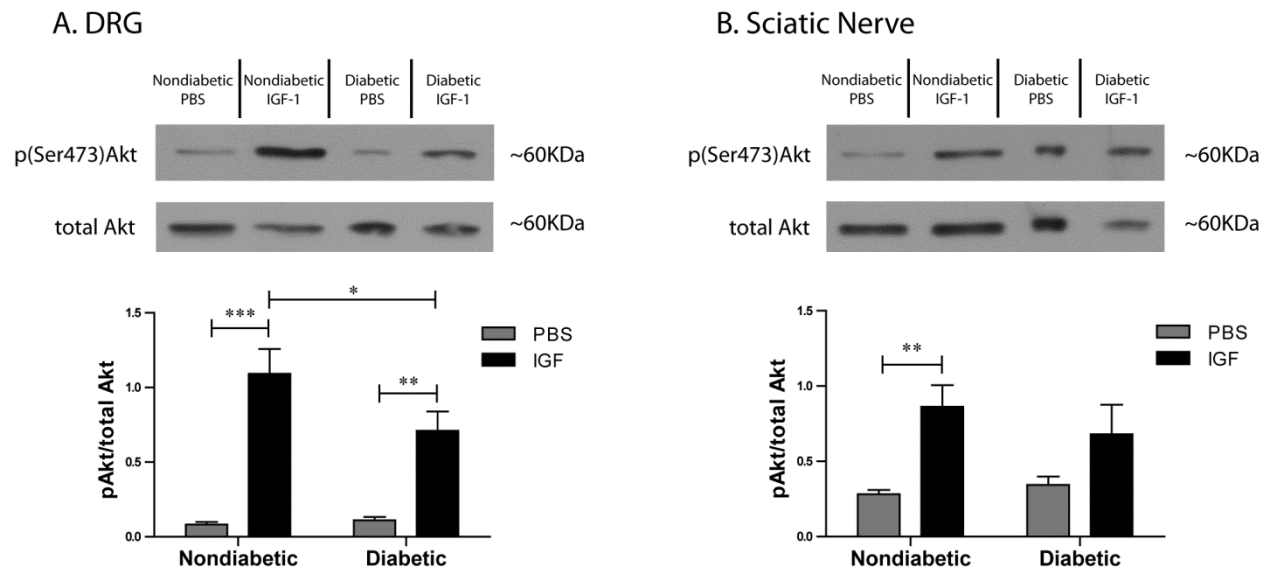 A. DRG
Nondiabetic PBS
Nondiabetic IGF-1
Diabetic PBS
Diabetic IGF-1
p(Ser473)Akt
~60KDa
total Akt
~60KDa
*
***
**
1.5
1.0
0.5
0.0
pAkt/total Akt
PBS
IGF
Nondiabetic
Diabetic
B. Sciatic Nerve
Nondiabetic PBS
Nondiabetic IGF-1
Diabetic PBS
Diabetic IGF-1
p(Ser473)Akt
~60KDa
total Akt
~60KDa
**
1.5
1.0
0.5
0.0
pAkt/total Akt
PBS
IGF
Nondiabetic
Diabetic